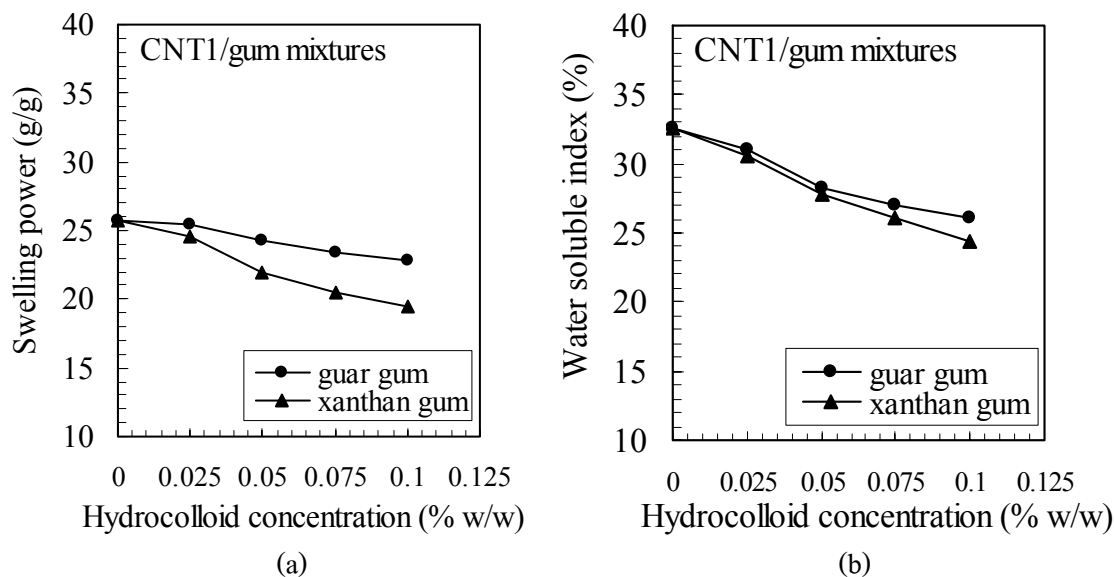 CNT1/gum mixtures
Swelling power (g/g)
40
35
30
25
20
15
10
guar gum
xanthan gum
0 0.025 0.05 0.075 0.1 0.125
Hydrocolloid concentration (% w/w)
(a)
CNT1/gum mixtures
Water soluble index (%)
40
35
30
25
20
15
10
guar gum
xanthan gum
0 0.025 0.05 0.075 0.1 0.125
Hydrocolloid concentration (% w/w)
(b)